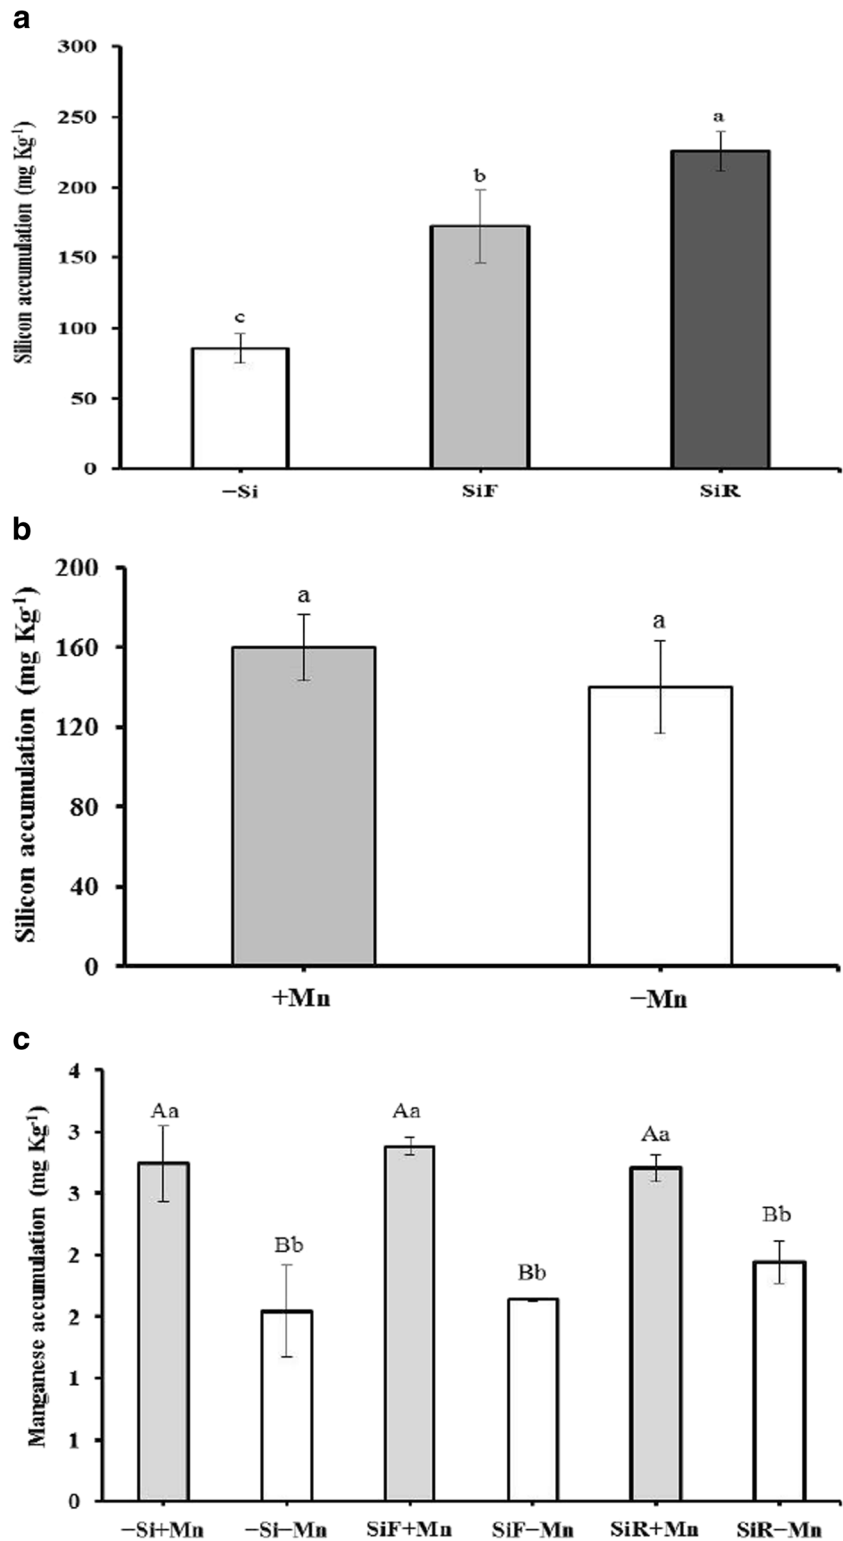 a
Silicon accumulation (mg Kg-1)
300
250
200
150
100
50
0
c
b
a
−Si
SiF
SiR
b
Silicon accumulation (mg Kg-1)
200
160
120
80
40
0
a
a
+Mn
−Mn
c
Manganese accumulation (mg Kg-1)
4
3
3
2
2
1
1
0
Aa
Bb
Aa
Bb
Aa
Bb
−Si+Mn
−Si−Mn
SiF+Mn
SiF−Mn
SiR+Mn
SiR−Mn